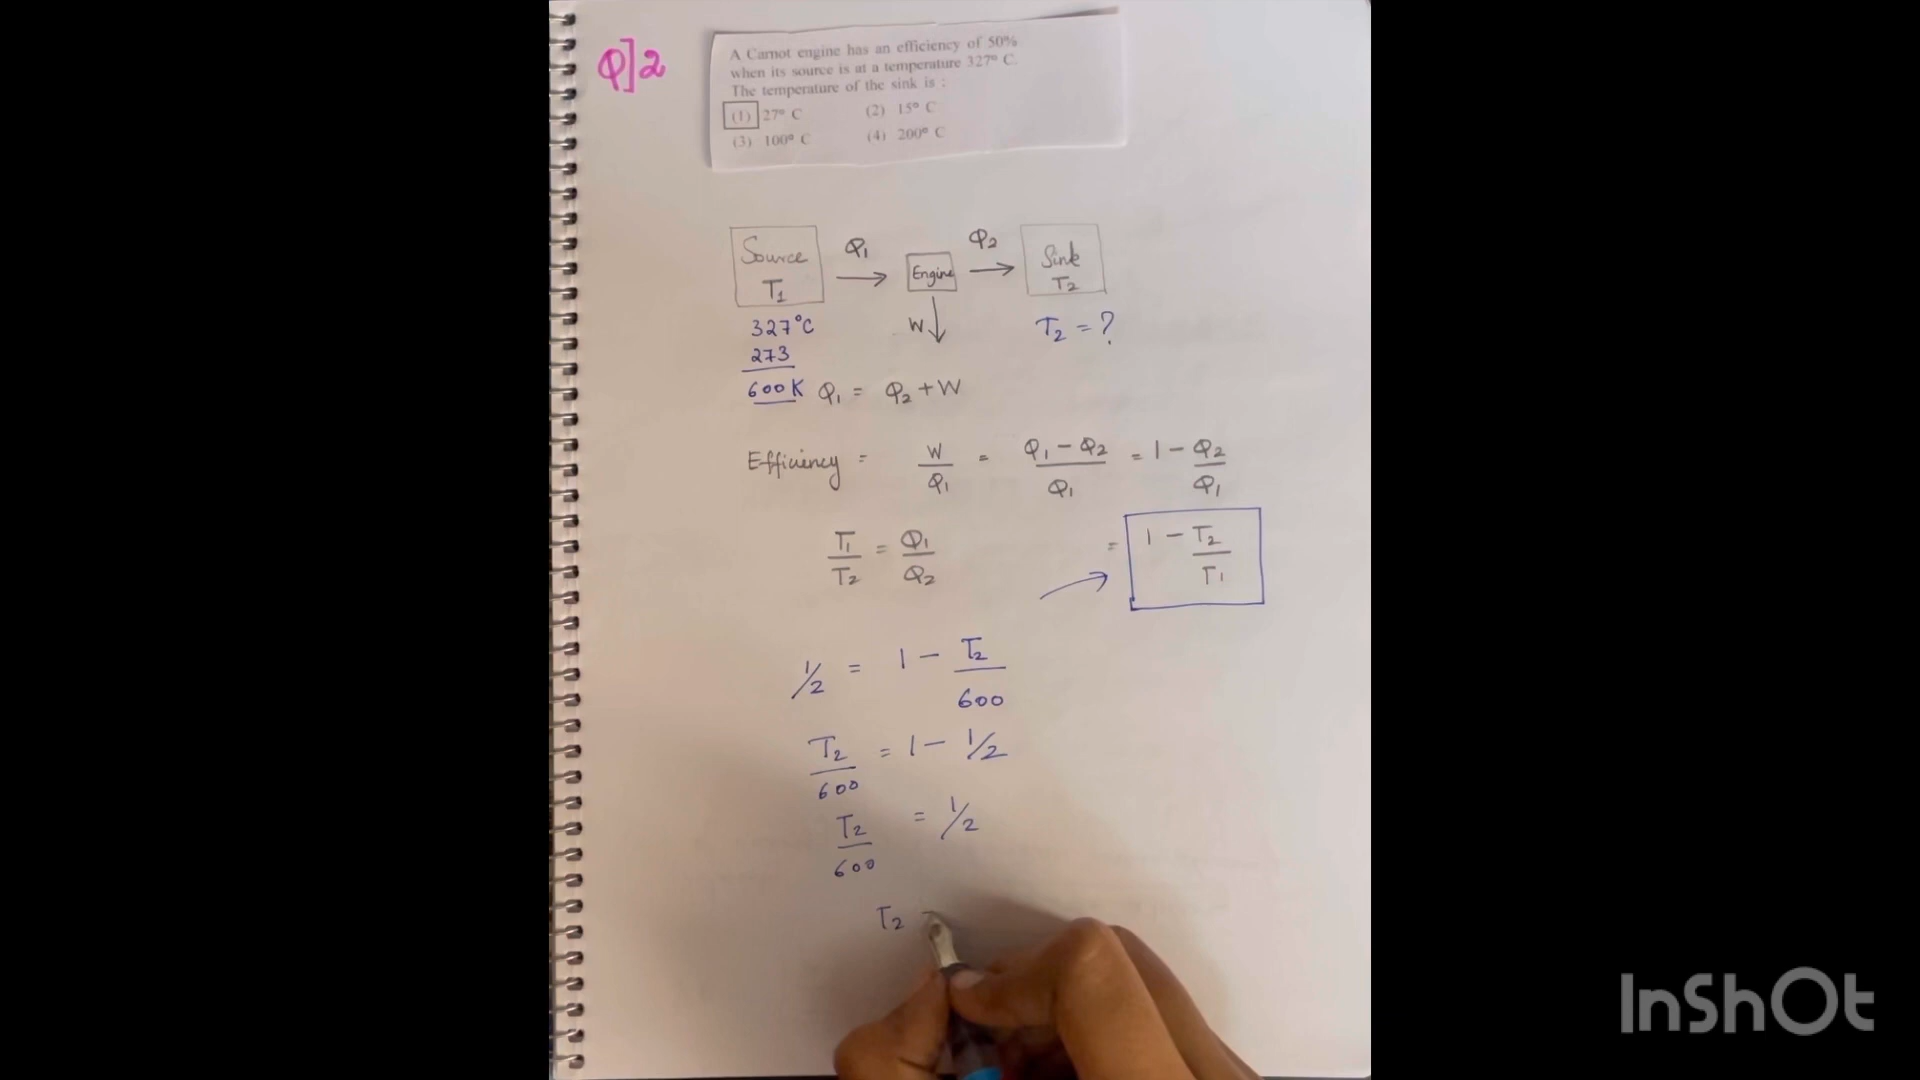 Q]2
A Carnot engine has an efficiency of 50%
when its source is at a temperature 327° C.
The temperature of the sink is :
(1) 27° C (2) 15° C
(3) 100° C (4) 200° C
Source T1 Q1 → Engine Q2 → Sink T2
327°C W↓ T2 = ?
273
600K Q1 = Q2 + W
Efficiency = W/Q1 = Q1 - Q2/Q1 = 1 - Q2/Q1
T1/T2 = Q1/Q2 = 1 - T2/T1
1/2 = 1 - T2/600
T2/600 = 1 - 1/2
T2/600 = 1/2
T2
InShOt